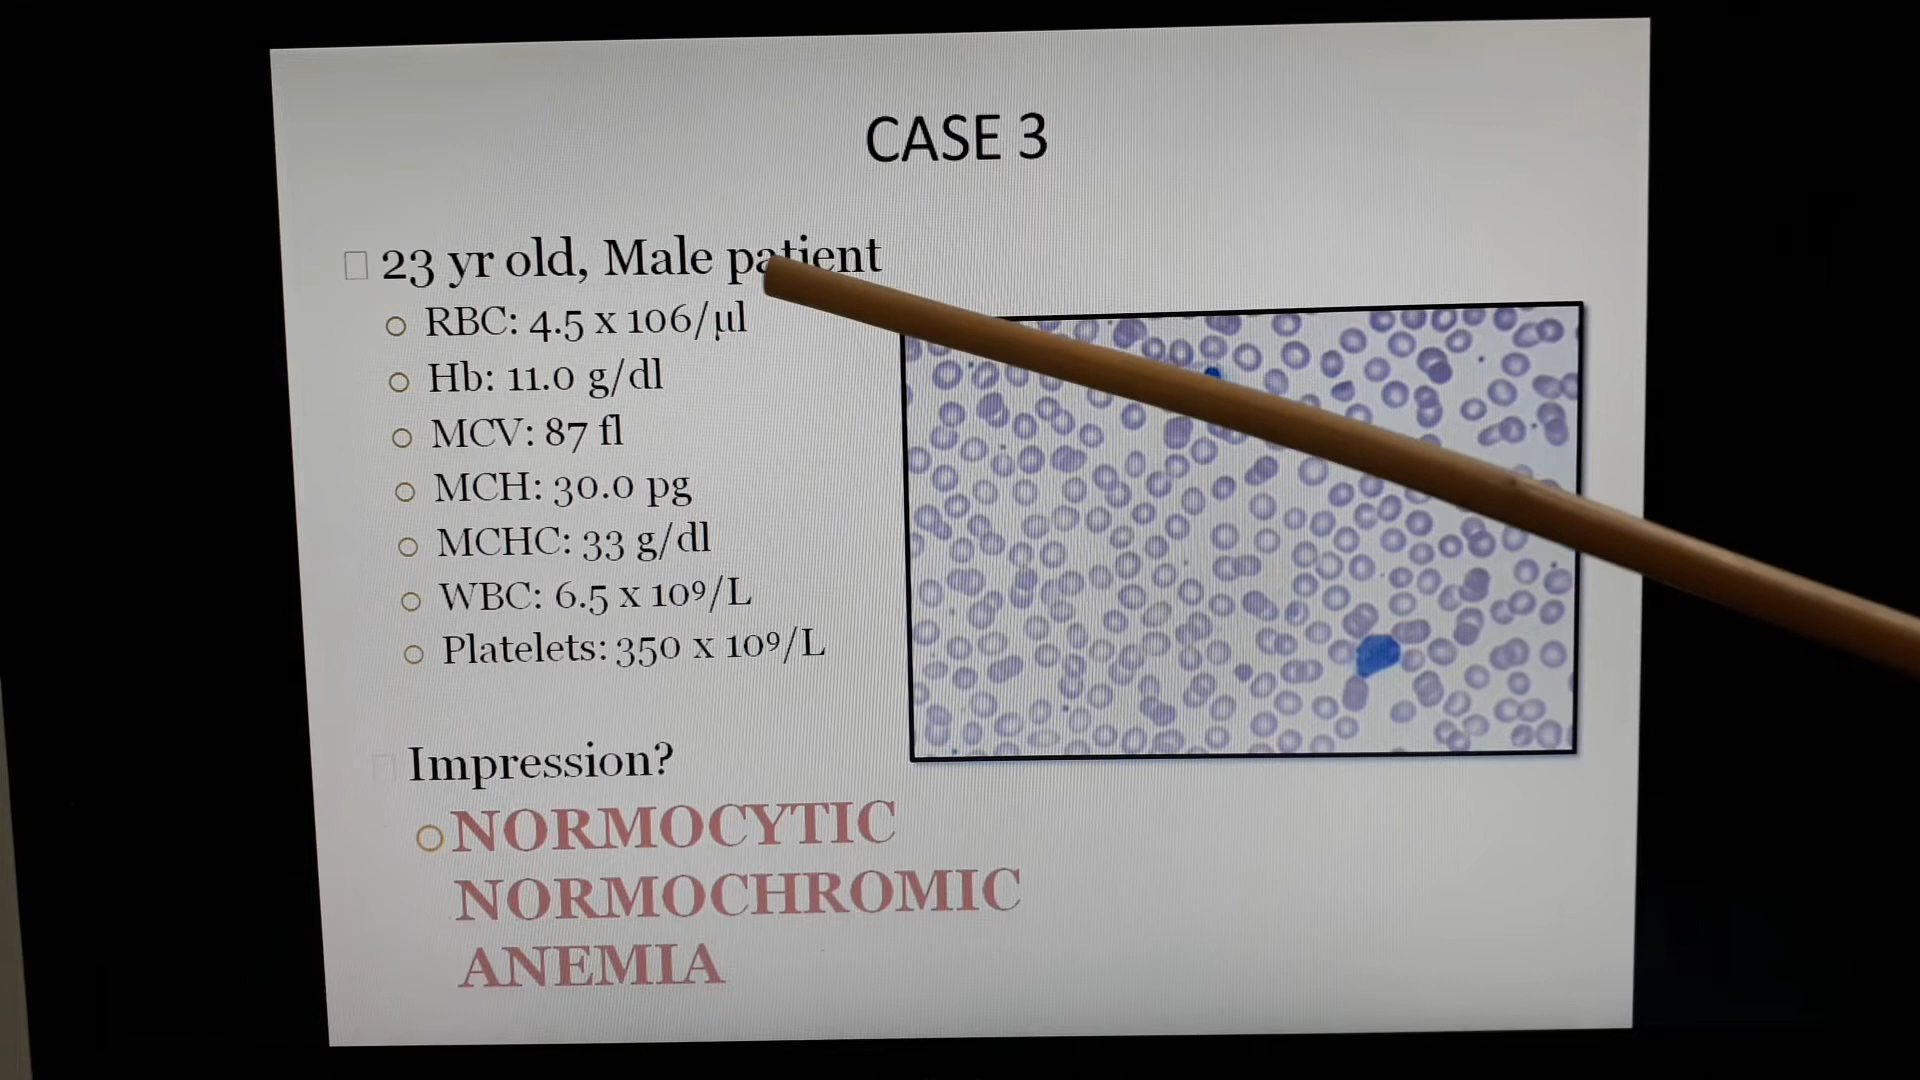 CASE 3
23 yr old, Male patient
RBC: 4.5 x 106/µl
Hb: 11.0 g/dl
MCV: 87 fl
MCH: 30.0 pg
MCHC: 33 g/dl
WBC: 6.5 x 10⁹/L
Platelets: 350 x 10⁹/L
Impression?
NORMOCYTIC
NORMOCHROMIC
ANEMIA